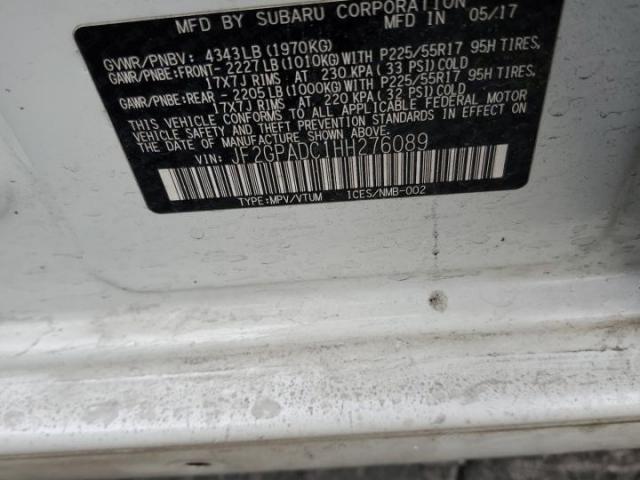 MFD BY SUBARU CORPORATION
MFD IN 05/17
GVWR/PNBV: 4343LB (1970KG)
GAWR/PNBE:FRONT- 2227LB (1010KG)WITH P225/55R17 95H TIRES,
17XTJ RIMS AT 230 KPA (33 PSI) COLD
GAWR/PNBE:REAR - 2205LB (1000KG)WITH P225/55R17 95H TIRES,
17XTJ RIMS AT 220 KPA (32 PSI) COLD
THIS VEHICLE CONFORMS TO ALL APPLICABLE FEDERAL MOTOR
VEHICLE SAFETY AND THEFT PREVENTION STANDARDS IN EFFECT ON
THE DATE OF MANUFACTURE SHOWN ABOVE.
VIN: JF2GPADC1HH276089
TYPE:MPV/VTUM ICES/NMB-002